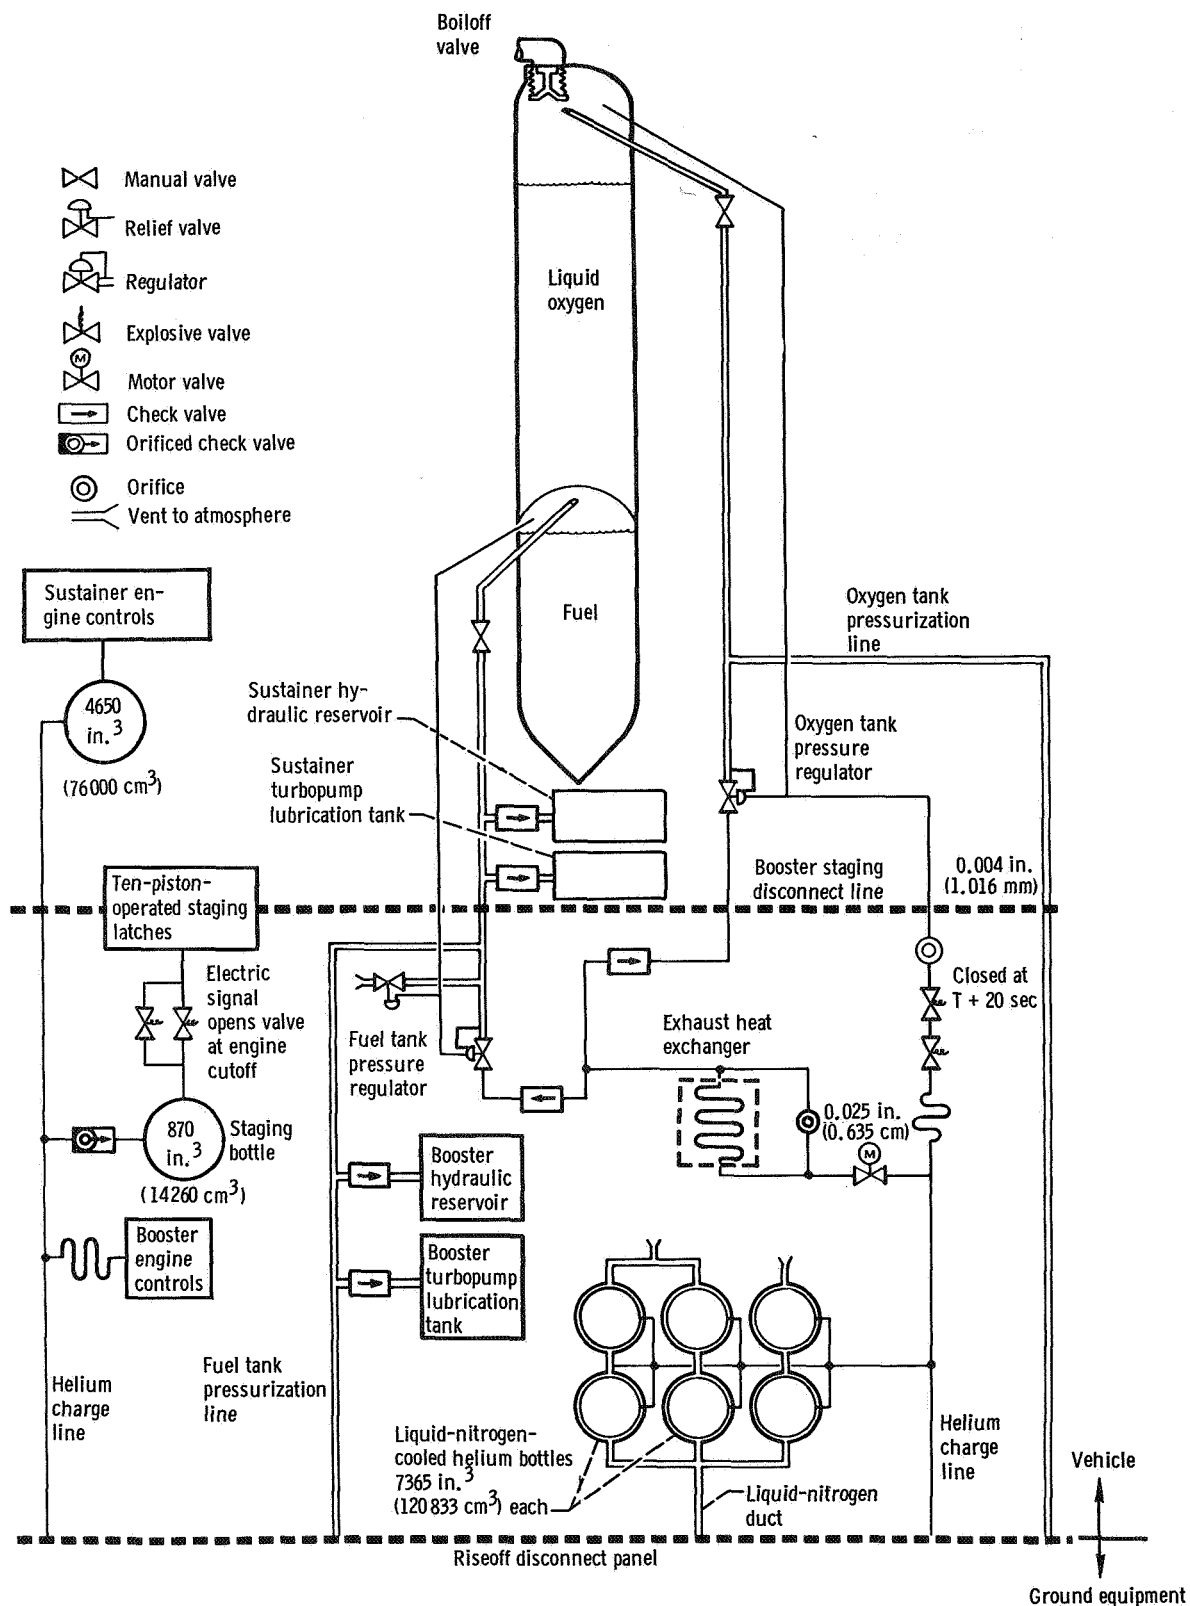 Boiloff
valve
Manual valve
Relief valve
Regulator
Explosive valve
M
Motor valve
Check valve
Orificed check valve
Orifice
Vent to atmosphere
Liquid
oxygen
Fuel
Sustainer en-
gine controls
4650
in.3
(76000 cm3)
Sustainer hy-
draulic reservoir
Sustainer
turbopump
lubrication tank
Oxygen tank
pressurization
line
Oxygen tank
pressure
regulator
Booster staging
disconnect line
0.004 in.
(1.016 mm)
Ten-piston-
operated staging
latches
Electric
signal
opens valve
at engine
cutoff
Closed at
T + 20 sec
Fuel tank
pressure
regulator
Exhaust heat
exchanger
0.025 in.
(0.635 cm)
M
870
in.3
Staging
bottle
(14260 cm3)
Booster
hydraulic
reservoir
Booster
engine
controls
Booster
turbopump
lubrication
tank
Helium
charge
line
Fuel tank
pressurization
line
Liquid-nitrogen-
cooled helium bottles
7365 in.3
(120833 cm3) each
Liquid-nitrogen
duct
Helium
charge
line
Vehicle
Riseoff disconnect panel
Ground equipment